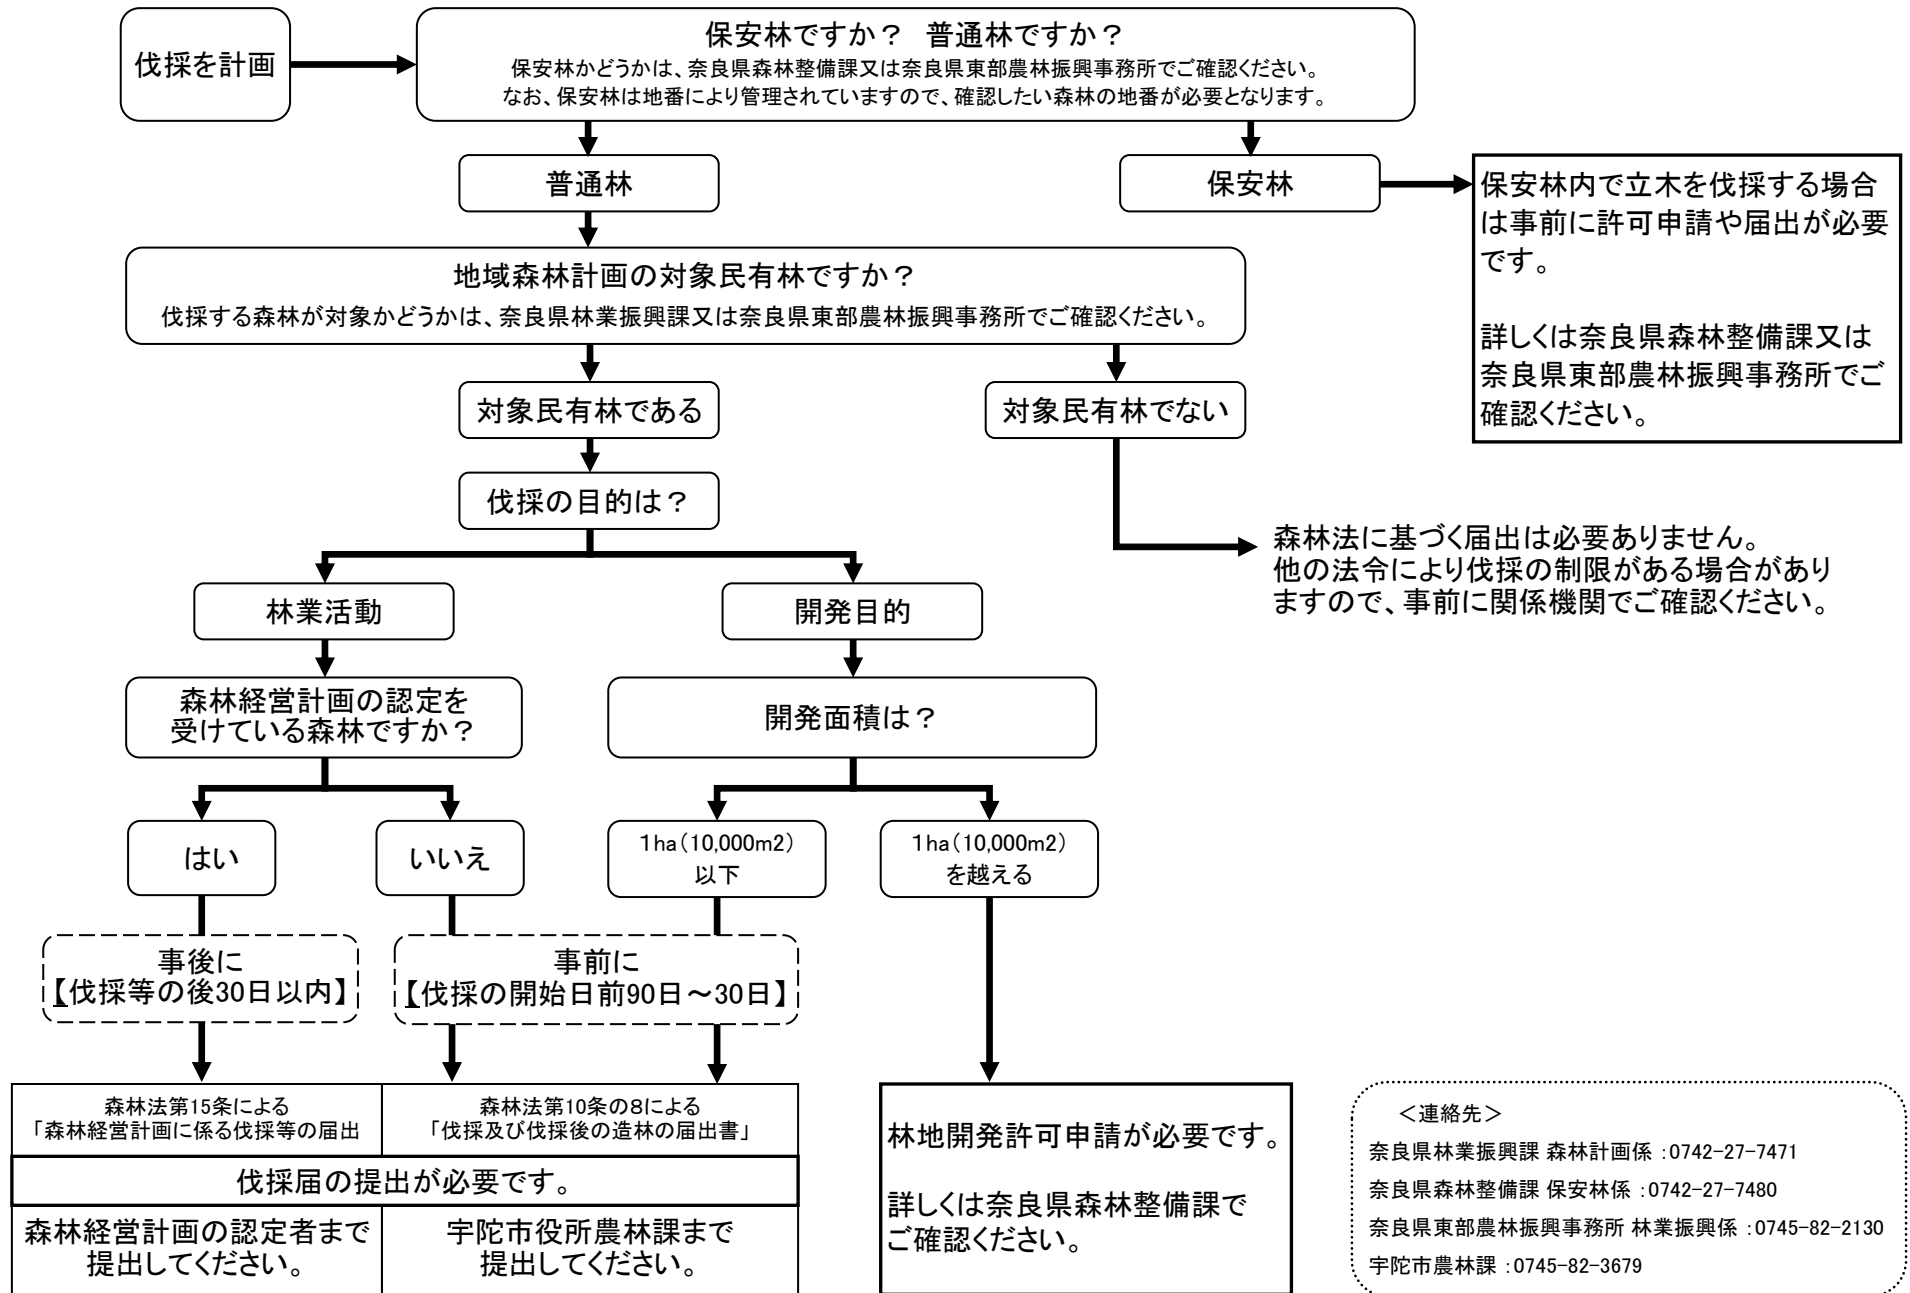 伐採を計画
保安林ですか？　普通林ですか？
保安林かどうかは、奈良県森林整備課又は奈良県東部農林振興事務所でご確認ください。
なお、保安林は地番により管理されていますので、確認したい森林の地番が必要となります。
普通林
保安林
保安林内で立木を伐採する場合
は事前に許可申請や届出が必要
です。
詳しくは奈良県森林整備課又は
奈良県東部農林振興事務所でご
確認ください。
地域森林計画の対象民有林ですか？
伐採する森林が対象かどうかは、奈良県林業振興課又は奈良県東部農林振興事務所でご確認ください。
対象民有林である
対象民有林でない
伐採の目的は？
森林法に基づく届出は必要ありません。
他の法令により伐採の制限がある場合があり
ますので、事前に関係機関でご確認ください。
林業活動
開発目的
森林経営計画の認定を
受けている森林ですか？
開発面積は？
はい
いいえ
1ha（10,000m2）
以下
1ha（10,000m2）
を越える
事後に
【伐採等の後30日以内】
事前に
【伐採の開始日前90日～30日】
森林法第15条による
「森林経営計画に係る伐採等の届出
森林法第10条の８による
「伐採及び伐採後の造林の届出書」
伐採届の提出が必要です。
森林経営計画の認定者まで
提出してください。
宇陀市役所農林課まで
提出してください。
林地開発許可申請が必要です。
詳しくは奈良県森林整備課で
ご確認ください。
＜連絡先＞
奈良県林業振興課 森林計画係 ：0742-27-7471
奈良県森林整備課 保安林係 ：0742-27-7480
奈良県東部農林振興事務所 林業振興係 ：0745-82-2130
宇陀市農林課 ：0745-82-3679